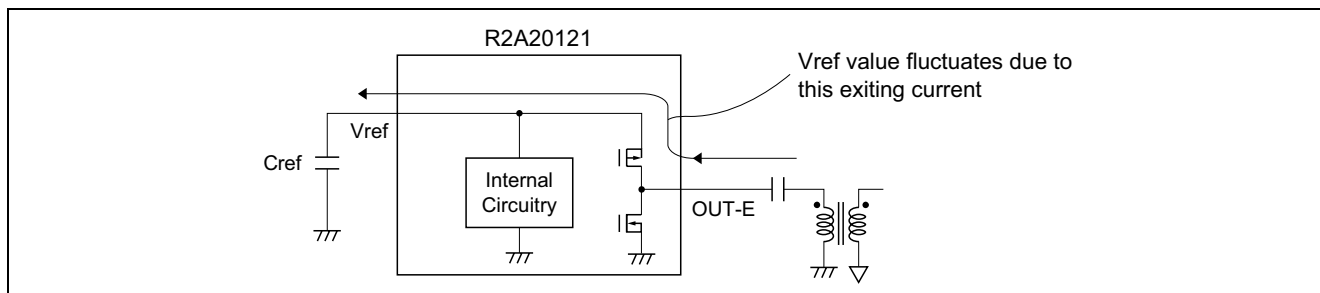 R2A20121
Vref value fluctuates due to
this exiting current
Vref
Cref
Internal
Circuitry
OUT-E